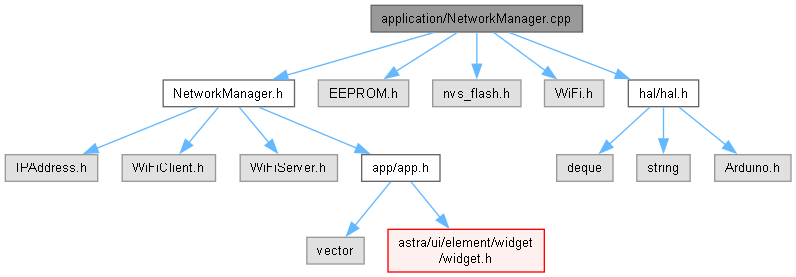 application/NetworkManager.cpp
NetworkManager.h
EEPROM.h
nvs_flash.h
WiFi.h
hal/hal.h
IPAddress.h
WiFiClient.h
WiFiServer.h
app/app.h
deque
string
Arduino.h
vector
astra/ui/element/widget
/widget.h